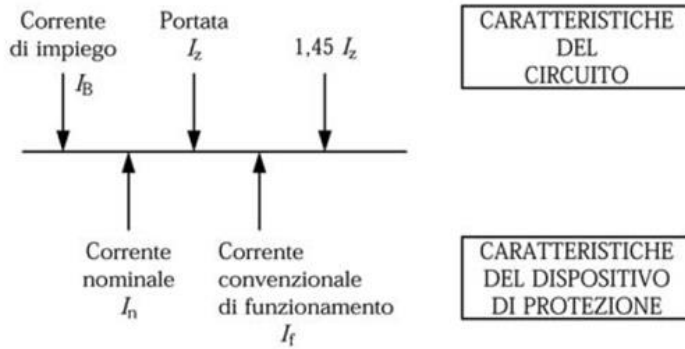 Corrente
di impiego
I_B
Portata
I_z
1,45 I_z
CARATTERISTICHE
DEL
CIRCUITO
Corrente
nominale
I_n
Corrente
convenzionale
di funzionamento
I_f
CARATTERISTICHE
DEL DISPOSITIVO
DI PROTEZIONE